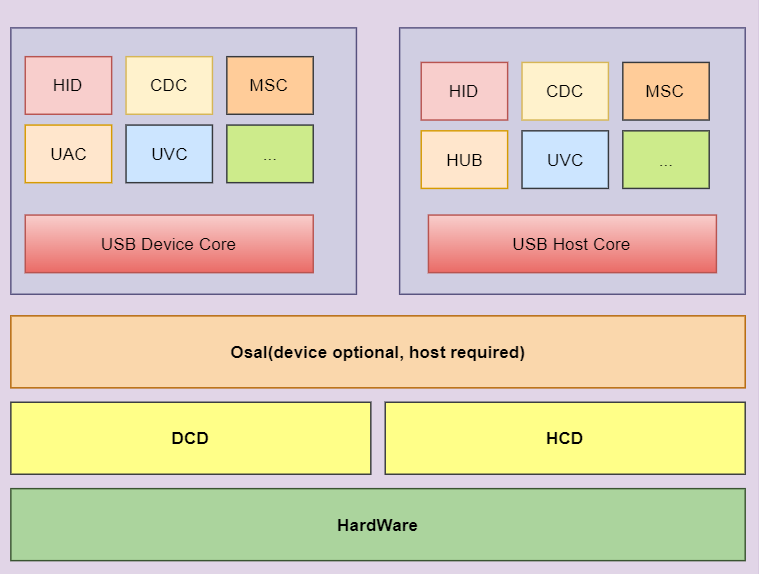 HID CDC MSC
UAC UVC ...
USB Device Core
HID CDC MSC
HUB UVC ...
USB Host Core
Osal(device optional, host required)
DCD HCD
HardWare